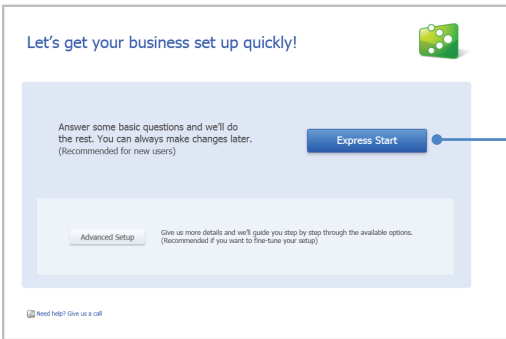 Let's get your business set up quickly!
Answer some basic questions and we'll do
the rest. You can always make changes later.
(Recommended for new users)
Express Start
Advanced Setup
Give us more details and we'll guide you step by step through the available options.
(Recommended if you want to fine-tune your setup)
Need help? Give us a call